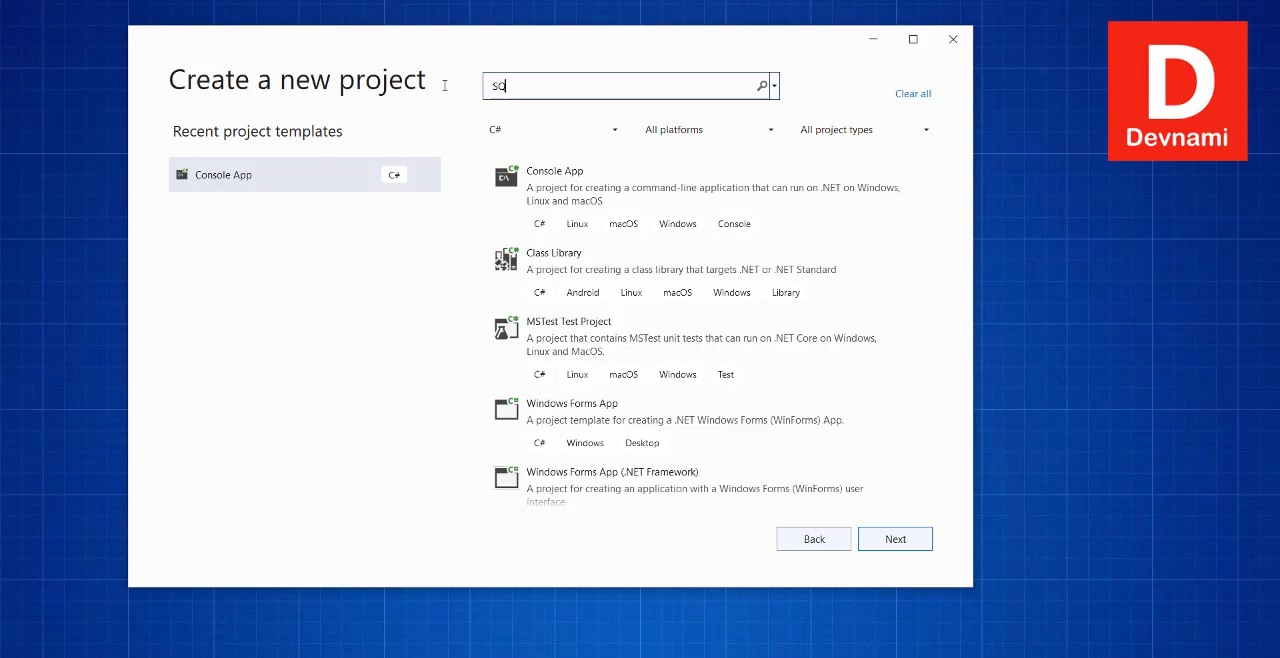 Create a new project
SQ
Clear all
Recent project templates
C#
All platforms
All project types
Console App
C#
Console App
A project for creating a command-line application that can run on .NET on Windows,
Linux and macOS
C# Linux macOS Windows Console
Class Library
A project for creating a class library that targets .NET or .NET Standard
C# Android Linux macOS Windows Library
MSTest Test Project
A project that contains MSTest unit tests that can run on .NET Core on Windows,
Linux and MacOS.
C# Linux macOS Windows Test
Windows Forms App
A project template for creating a .NET Windows Forms (WinForms) App.
C# Windows Desktop
Windows Forms App (.NET Framework)
A project for creating an application with a Windows Forms (WinForms) user
interface
Back
Next
D
Devnami